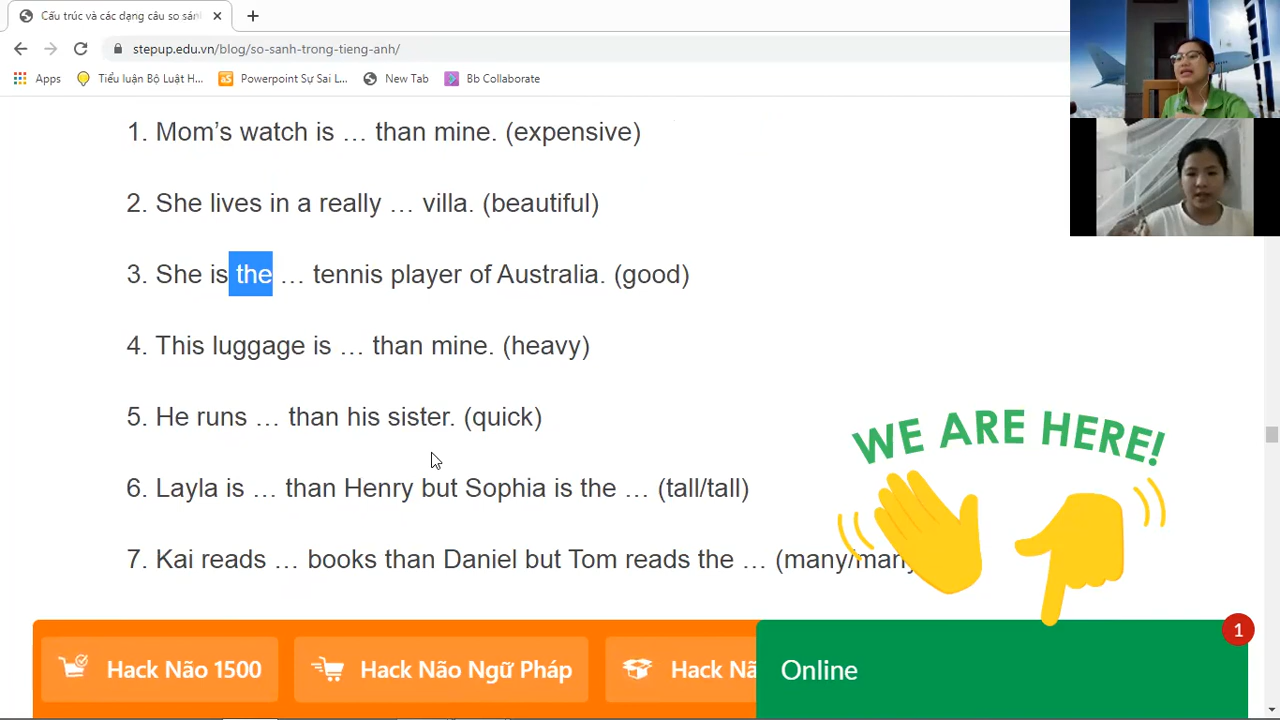 Cấu trúc và các dạng câu so sán
stepup.edu.vn/blog/so-sanh-trong-tieng-anh/
Apps Tiểu luận Bộ Luật H... Powerpoint Sự Sai L... New Tab Bb Collaborate
1. Mom's watch is … than mine. (expensive)
2. She lives in a really … villa. (beautiful)
3. She is the … tennis player of Australia. (good)
4. This luggage is … than mine. (heavy)
5. He runs … than his sister. (quick)
6. Layla is … than Henry but Sophia is the … (tall/tall)
7. Kai reads … books than Daniel but Tom reads the … (many/many
WE ARE HERE!
Hack Não 1500 Hack Não Ngữ Pháp Hack Nã
Online
1